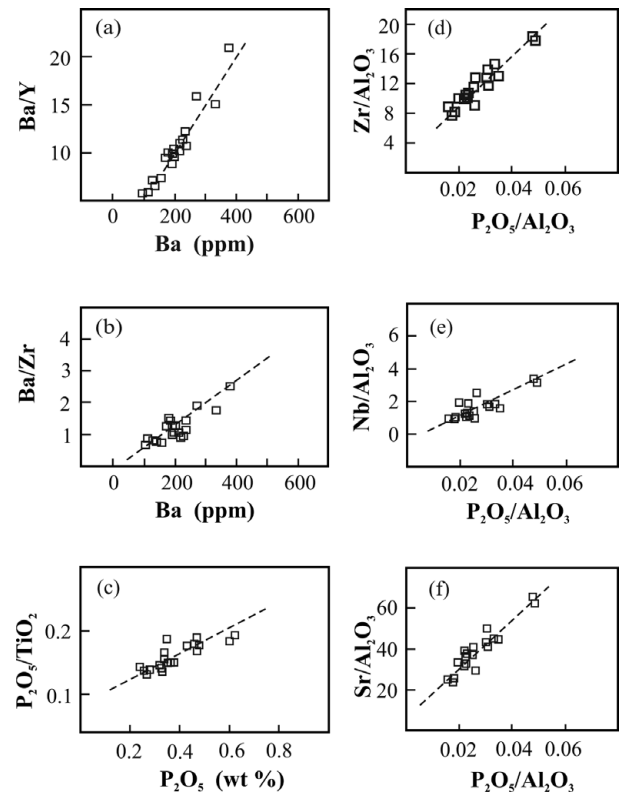 (a)
Ba/Y
20
15
10
0 200 400 600
Ba (ppm)
(d)
Zr/Al₂O₃
20
16
12
8
4
0.02 0.04 0.06
P₂O₅/Al₂O₃
(b)
Ba/Zr
4
3
2
1
0 200 400 600
Ba (ppm)
(e)
Nb/Al₂O₃
6
4
2
0
0.02 0.04 0.06
P₂O₅/Al₂O₃
(c)
P₂O₅/TiO₂
0.2
0.1
0.2 0.4 0.6 0.8
P₂O₅ (wt %)
(f)
Sr/Al₂O₃
60
40
20
0.02 0.04 0.06
P₂O₅/Al₂O₃